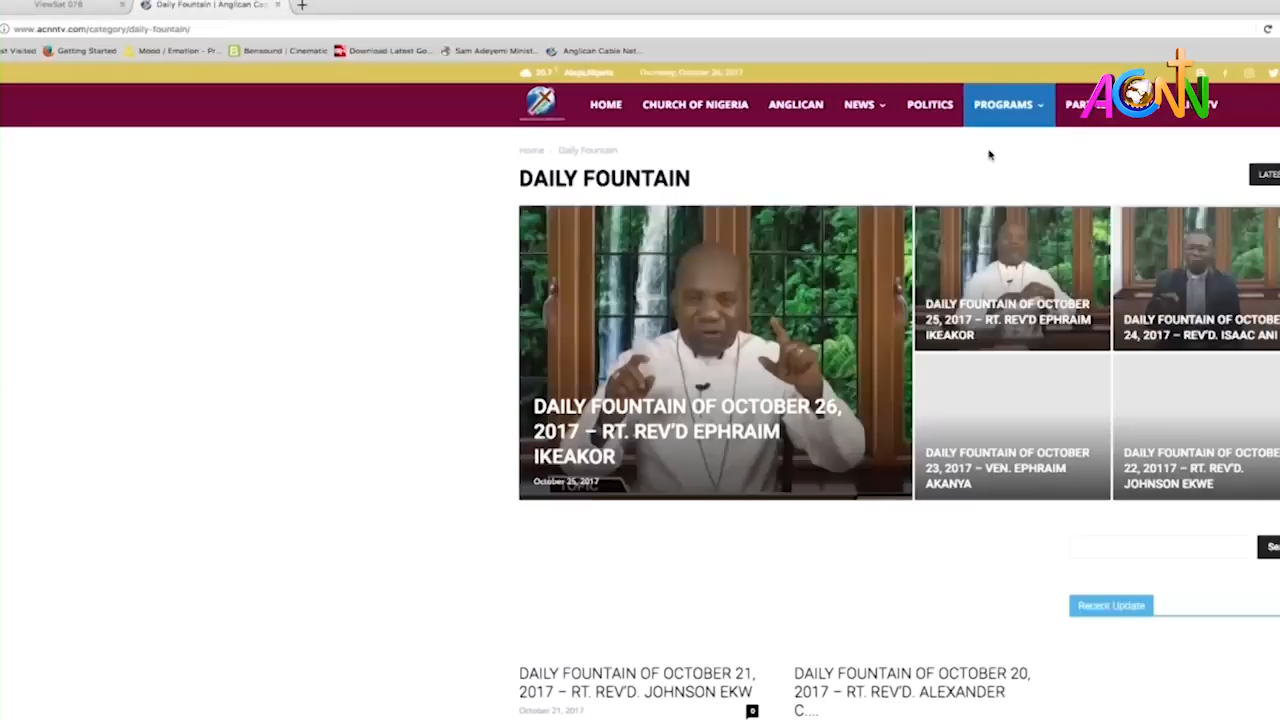 ViewSat 078
Daily Fountain | Anglican Ca
www.acnntv.com/category/daily-fountain/
st Visited
Getting Started
Mood / Emotion - Pr...
Bensound | Cinematic
Download Latest Go...
Sam Adeyemi Minist...
Anglican Cable Net...
20.7 Abuja,Nigeria
Thursday, October 26, 2017
ACNN
HOME
CHURCH OF NIGERIA
ANGLICAN
NEWS
POLITICS
PROGRAMS
TV
Home
Daily Fountain
DAILY FOUNTAIN
LATES
DAILY FOUNTAIN OF OCTOBER 26,
2017 – RT. REV'D EPHRAIM
IKEAKOR
October 25, 2017
TOPIC
DAILY FOUNTAIN OF OCTOBER
25, 2017 – RT. REV'D EPHRAIM
IKEAKOR
DAILY FOUNTAIN OF OCTOBE
24, 2017 – REV'D. ISAAC ANI
DAILY FOUNTAIN OF OCTOBER
23, 2017 – VEN. EPHRAIM
AKANYA
DAILY FOUNTAIN OF OCTOBE
22, 20117 – RT. REV'D.
JOHNSON EKWE
Se
Recent Update
DAILY FOUNTAIN OF OCTOBER 21,
2017 – RT. REV'D. JOHNSON EKW
October 21, 2017
0
DAILY FOUNTAIN OF OCTOBER 20,
2017 – RT. REV'D. ALEXANDER
C....